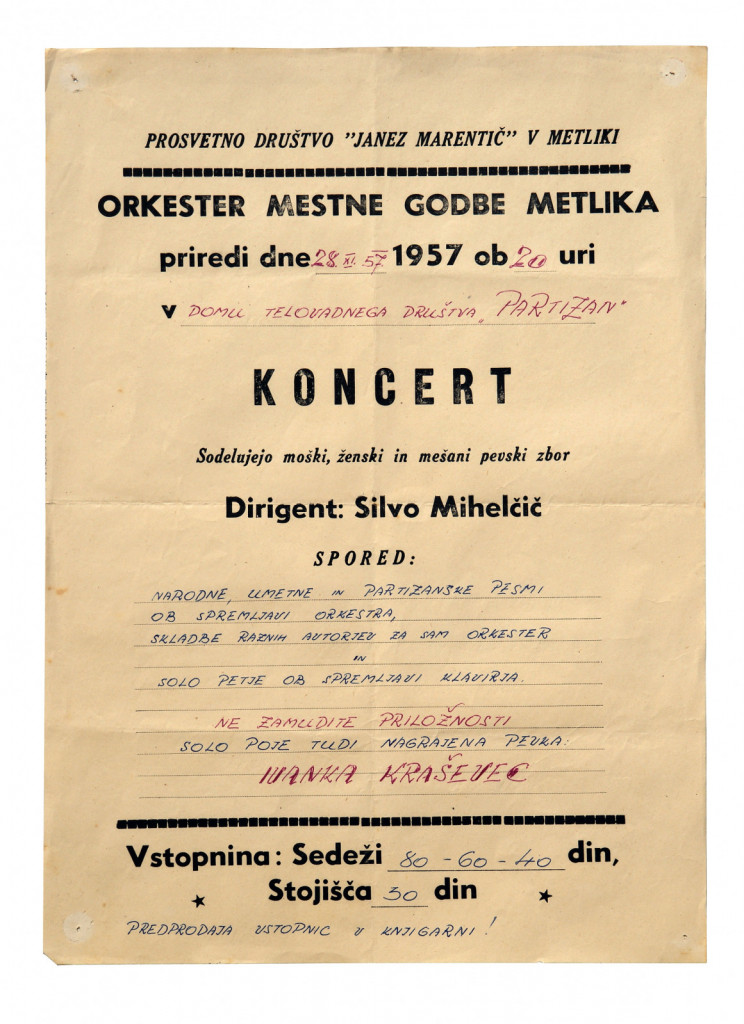 PROSVETNO DRUŠTVO "JANEZ MARENTIČ" V METLIKI
ORKESTER MESTNE GODBE METLIKA
priredi dne 28. XI. 57 1957 ob 20 uri
v DOMU TELOVADNEGA DRUŠTVA „PARTIZAN"
KONCERT
Sodelujejo moški, ženski in mešani pevski zbor
Dirigent: Silvo Mihelčič
SPORED:
NARODNE, UMETNE IN PARTIZANSKE PESMI
OB SPREMLJAVI ORKESTRA,
SKLADBE RAZNIH AVTORJEV ZA SAM ORKESTER
IN
SOLO PETJE OB SPREMLJAVI KLAVIRJA.
NE ZAMUDITE PRILOŽNOSTI
SOLO POJE TUDI NAGRAJENA PEVKA:
IVANKA KRAŠEVEC
Vstopnina: Sedeži 80-60-40 din,
Stojišča 30 din
PREDPRODAJA VSTOPNIC V KNJIGARNI!